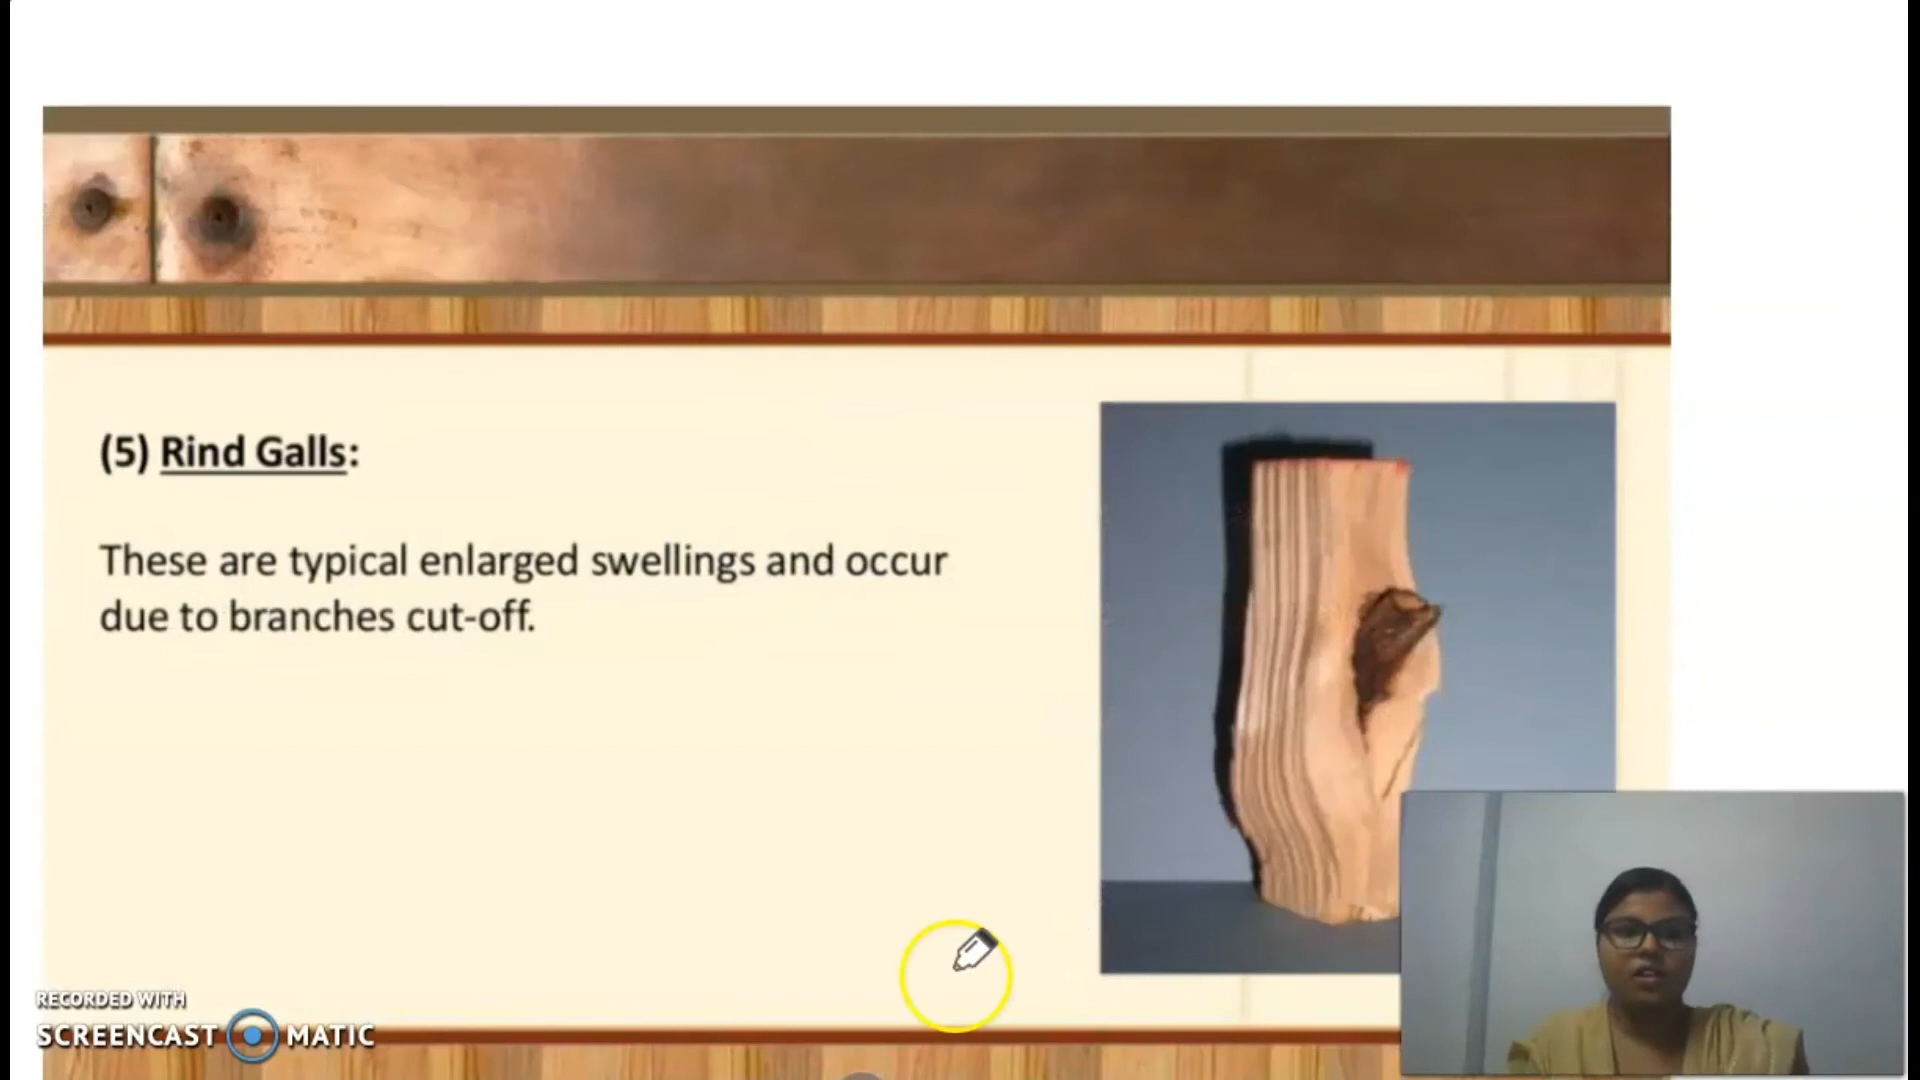 (5) Rind Galls:
These are typical enlarged swellings and occur
due to branches cut-off.
RECORDED WITH
SCREENCAST MATIC